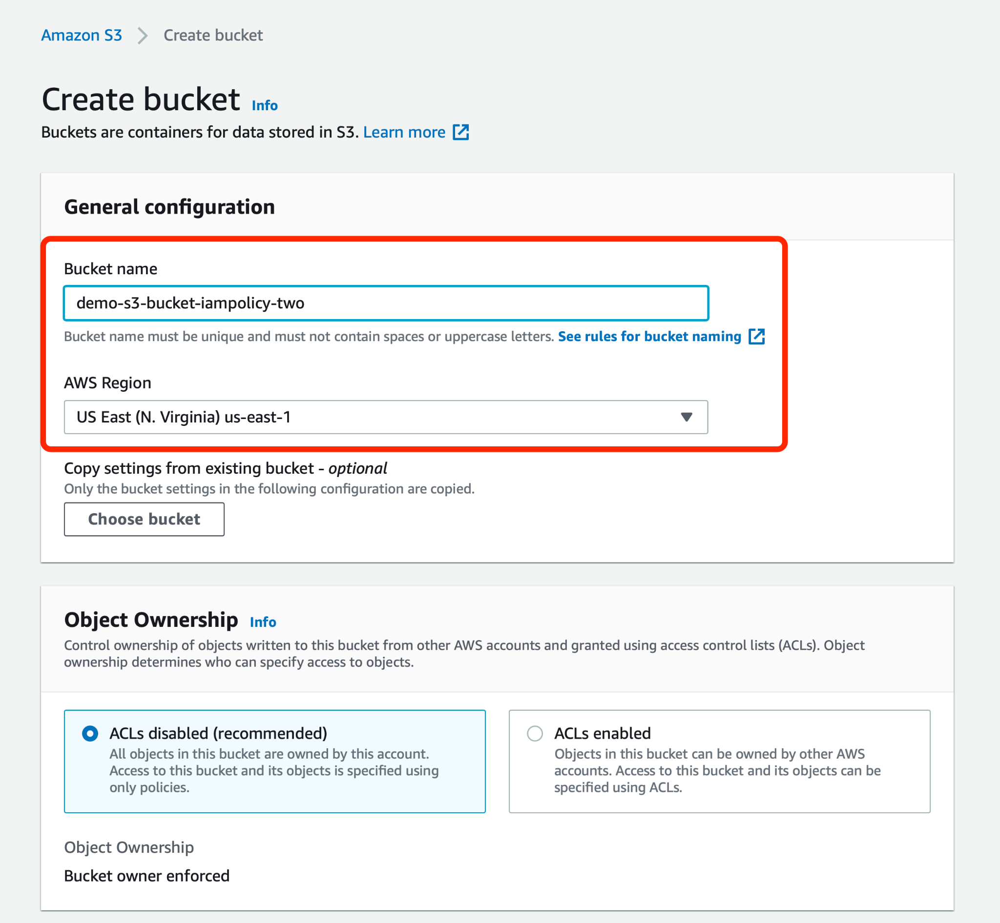 Amazon S3 > Create bucket
Create bucket Info
Buckets are containers for data stored in S3. Learn more
General configuration
Bucket name
demo-s3-bucket-iampolicy-two
Bucket name must be unique and must not contain spaces or uppercase letters. See rules for bucket naming
AWS Region
US East (N. Virginia) us-east-1
Copy settings from existing bucket - optional
Only the bucket settings in the following configuration are copied.
Choose bucket
Object Ownership Info
Control ownership of objects written to this bucket from other AWS accounts and granted using access control lists (ACLs). Object
ownership determines who can specify access to objects.
ACLs disabled (recommended)
All objects in this bucket are owned by this account.
Access to this bucket and its objects is specified using
only policies.
ACLs enabled
Objects in this bucket can be owned by other AWS
accounts. Access to this bucket and its objects can be
specified using ACLs.
Object Ownership
Bucket owner enforced